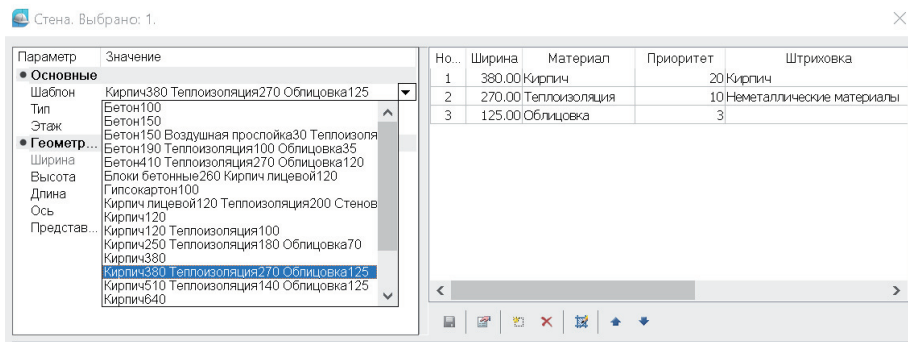 Стена. Выбрано: 1.
Параметр Значение
Основные
Шаблон Кирпич380 Теплоизоляция270 Облицовка125
Тип
Этаж
Геометр...
Ширина
Высота
Длина
Ось
Представ...
Бетон100
Бетон150
Бетон150 Воздушная прослойка30 Теплоизоля
Бетон190 Теплоизоляция100 Облицовка35
Бетон410 Теплоизоляция270 Облицовка120
Блоки бетонные260 Кирпич лицевой120
Гипсокартон100
Кирпич лицевой120 Теплоизоляция200 Стенов
Кирпич120
Кирпич120 Теплоизоляция100
Кирпич250 Теплоизоляция180 Облицовка70
Кирпич380
Кирпич380 Теплоизоляция270 Облицовка125
Кирпич510 Теплоизоляция140 Облицовка125
Кирпич640
Но... Ширина Материал Приоритет Штриховка
1 380.00 Кирпич 20 Кирпич
2 270.00 Теплоизоляция 10 Неметаллические материалы
3 125.00 Облицовка 3